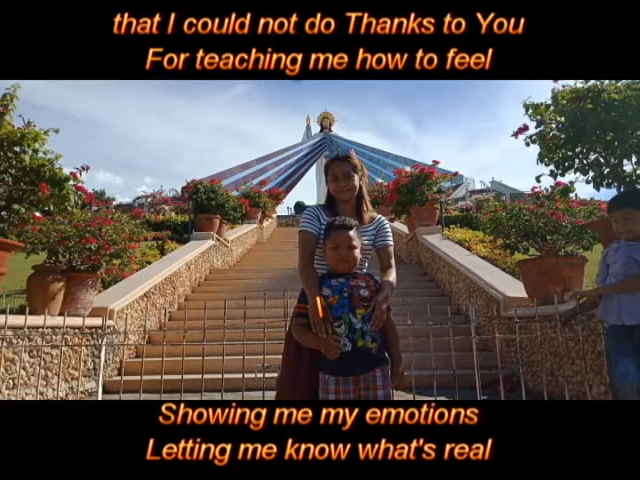 that I could not do Thanks to You
For teaching me how to feel
Showing me my emotions
Letting me know what's real